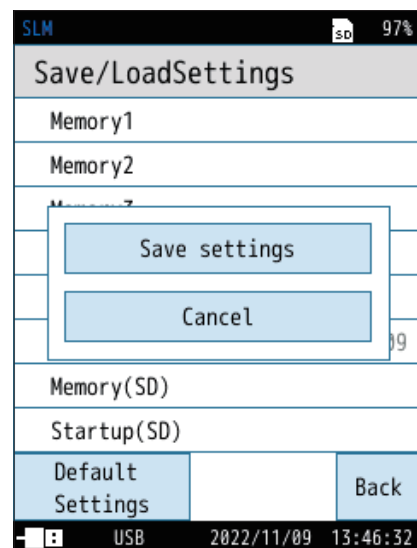 SLM SD 97%
Save/LoadSettings
Memory1
Memory2
Save settings
Cancel
09
Memory(SD)
Startup(SD)
Default
Settings
Back
USB 2022/11/09 13:46:32